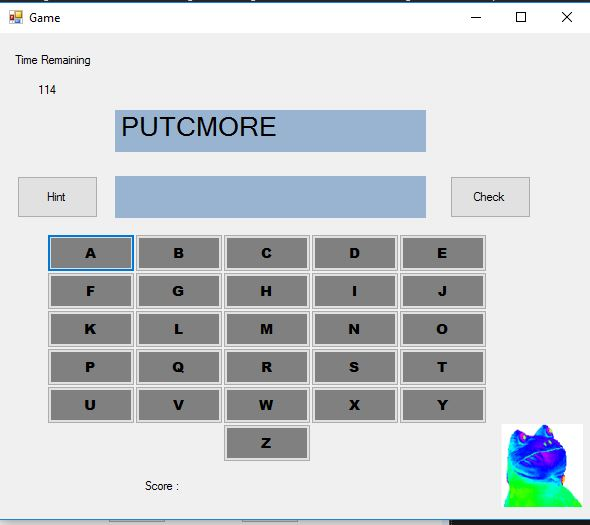 Game
Time Remaining
114
PUTCMORE
Hint
Check
A B C D E
F G H I J
K L M N O
P Q R S T
U V W X Y
Z
Score :